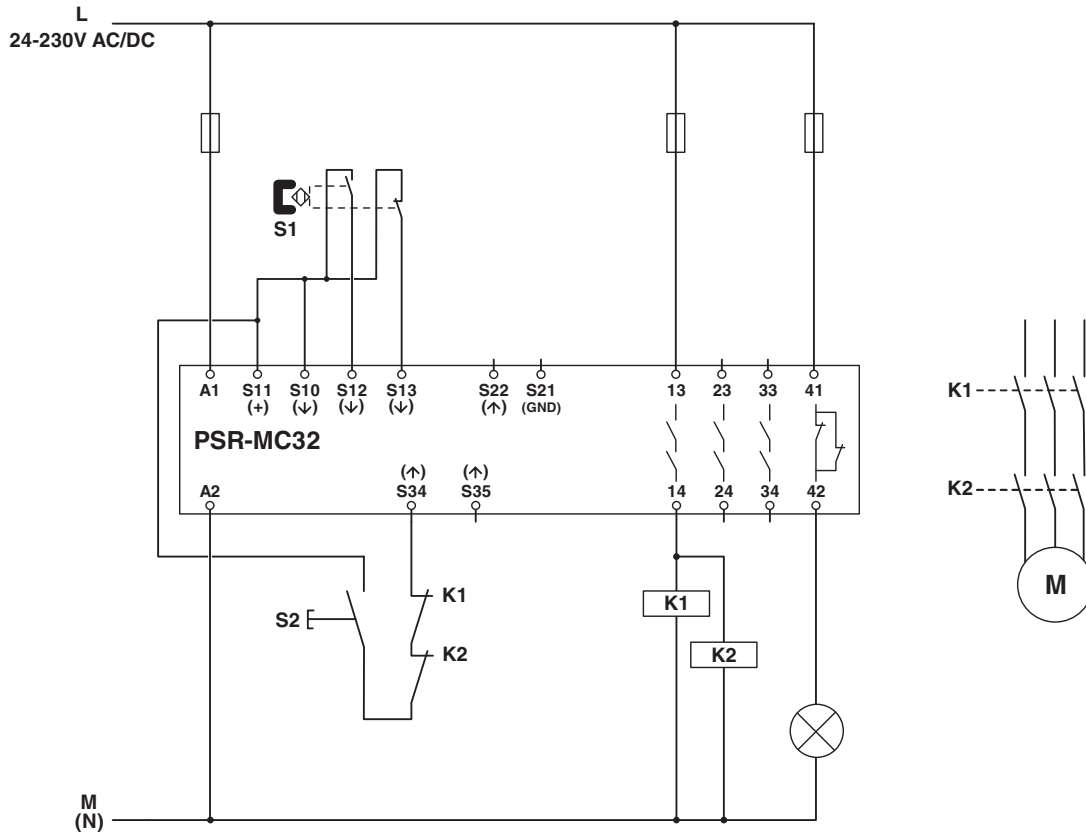 L
24-230V AC/DC
S1
A1 S11 S10 S12 S13 S22 S21 13 23 33 41
(+) (↓) (↓) (↓) (↑) (GND)
PSR-MC32
(↑) (↑)
A2 S34 S35 14 24 34 42
K1
K2
M
S2
K1
K2
K1
K2
M
(N)